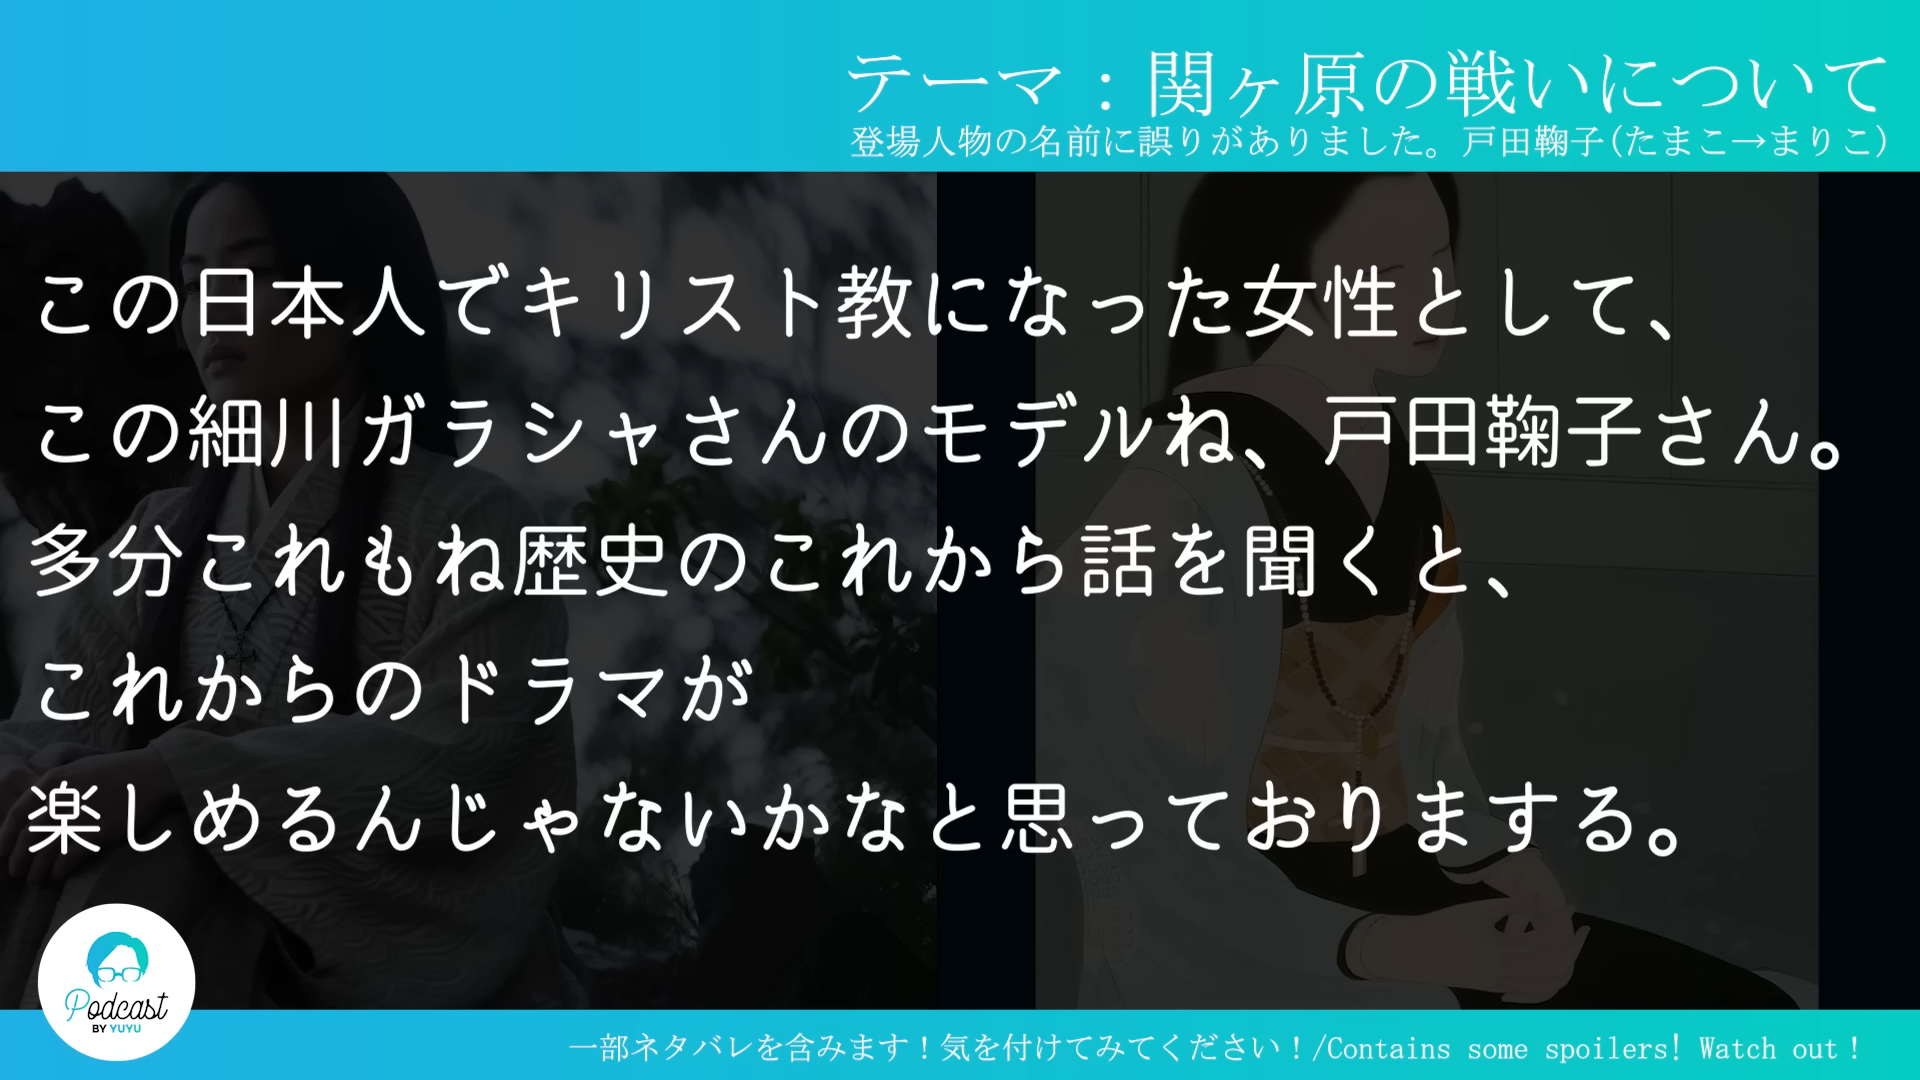 テーマ：関ヶ原の戦いについて
登場人物の名前に誤りがありました。戸田鞠子(たまこ→まりこ)
この日本人でキリスト教になった女性として、
この細川ガラシャさんのモデルね、戸田鞠子さん。
多分これもね歴史のこれから話を聞くと、
これからのドラマが
楽しめるんじゃないかなと思っておりまする。
Podcast
BY YUYU
一部ネタバレを含みます！気を付けてみてください！/Contains some spoilers! Watch out！